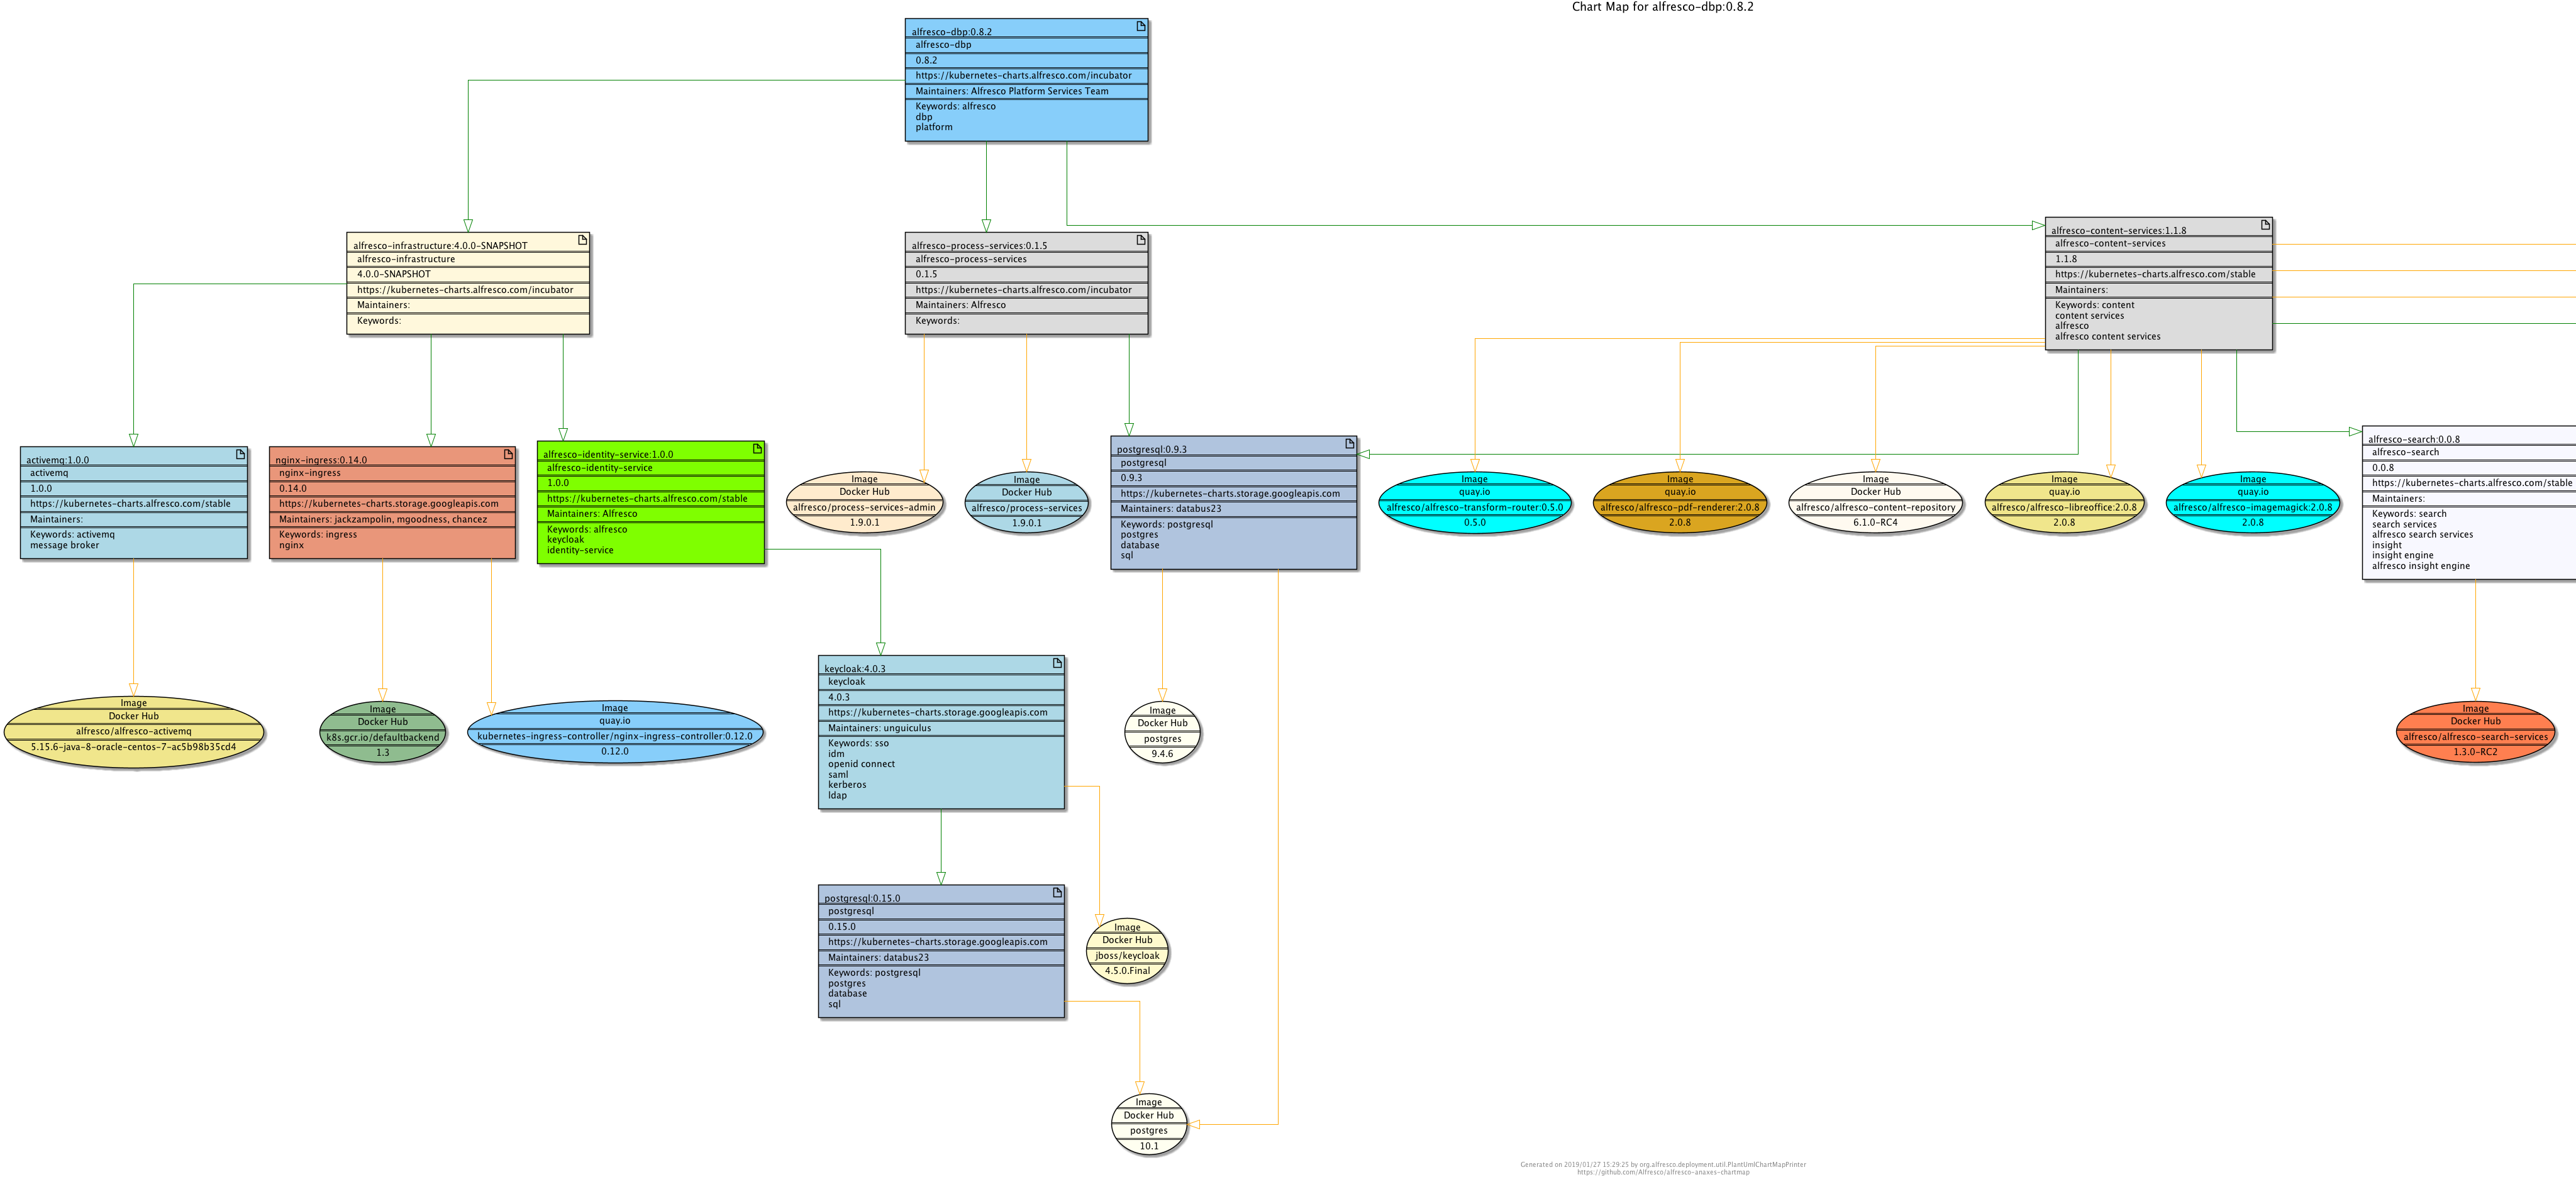 Chart Map for alfresco-dbp:0.8.2
alfresco-dbp:0.8.2
alfresco-dbp
0.8.2
https://kubernetes-charts.alfresco.com/incubator
Maintainers: Alfresco Platform Services Team
Keywords: alfresco
dbp
platform
alfresco-infrastructure:4.0.0-SNAPSHOT
alfresco-infrastructure
4.0.0-SNAPSHOT
https://kubernetes-charts.alfresco.com/incubator
Maintainers:
Keywords:
alfresco-process-services:0.1.5
alfresco-process-services
0.1.5
https://kubernetes-charts.alfresco.com/incubator
Maintainers: Alfresco
Keywords:
alfresco-content-services:1.1.8
alfresco-content-services
1.1.8
https://kubernetes-charts.alfresco.com/stable
Maintainers:
Keywords: content
content services
alfresco
alfresco content services
activemq:1.0.0
activemq
1.0.0
https://kubernetes-charts.alfresco.com/stable
Maintainers:
Keywords: activemq
message broker
nginx-ingress:0.14.0
nginx-ingress
0.14.0
https://kubernetes-charts.storage.googleapis.com
Maintainers: jackzampolin, mgoodness, chancez
Keywords: ingress
nginx
alfresco-identity-service:1.0.0
alfresco-identity-service
1.0.0
https://kubernetes-charts.alfresco.com/stable
Maintainers: Alfresco
Keywords: alfresco
keycloak
identity-service
Image
Docker Hub
alfresco/process-services-admin
1.9.0.1
Image
Docker Hub
alfresco/process-services
1.9.0.1
postgresql:0.9.3
postgresql
0.9.3
https://kubernetes-charts.storage.googleapis.com
Maintainers: databus23
Keywords: postgresql
postgres
database
sql
Image
quay.io
alfresco/alfresco-transform-router:0.5.0
0.5.0
Image
quay.io
alfresco/alfresco-pdf-renderer:2.0.8
2.0.8
Image
Docker Hub
alfresco/alfresco-content-repository
6.1.0-RC4
Image
quay.io
alfresco/alfresco-libreoffice:2.0.8
2.0.8
Image
quay.io
alfresco/alfresco-imagemagick:2.0.8
2.0.8
alfresco-search:0.0.8
alfresco-search
0.0.8
https://kubernetes-charts.alfresco.com/stable
Maintainers:
Keywords: search
search services
alfresco search services
insight
insight engine
alfresco insight engine
Image
Docker Hub
alfresco/alfresco-activemq
5.15.6-java-8-oracle-centos-7-ac5b98b35cd4
Image
Docker Hub
k8s.gcr.io/defaultbackend
1.3
Image
quay.io
kubernetes-ingress-controller/nginx-ingress-controller:0.12.0
0.12.0
keycloak:4.0.3
keycloak
4.0.3
https://kubernetes-charts.storage.googleapis.com
Maintainers: unguiculus
Keywords: sso
idm
openid connect
saml
kerberos
ldap
Image
Docker Hub
postgres
9.4.6
Image
Docker Hub
alfresco/alfresco-search-services
1.3.0-RC2
postgresql:0.15.0
postgresql
0.15.0
https://kubernetes-charts.storage.googleapis.com
Maintainers: databus23
Keywords: postgresql
postgres
database
sql
Image
Docker Hub
jboss/keycloak
4.5.0.Final
Image
Docker Hub
postgres
10.1
Generated on 2019/01/27 15:29:25 by org.alfresco.deployment.util.PlantUmlChartMapPrinter
https://github.com/Alfresco/alfresco-anaxes-chartmap